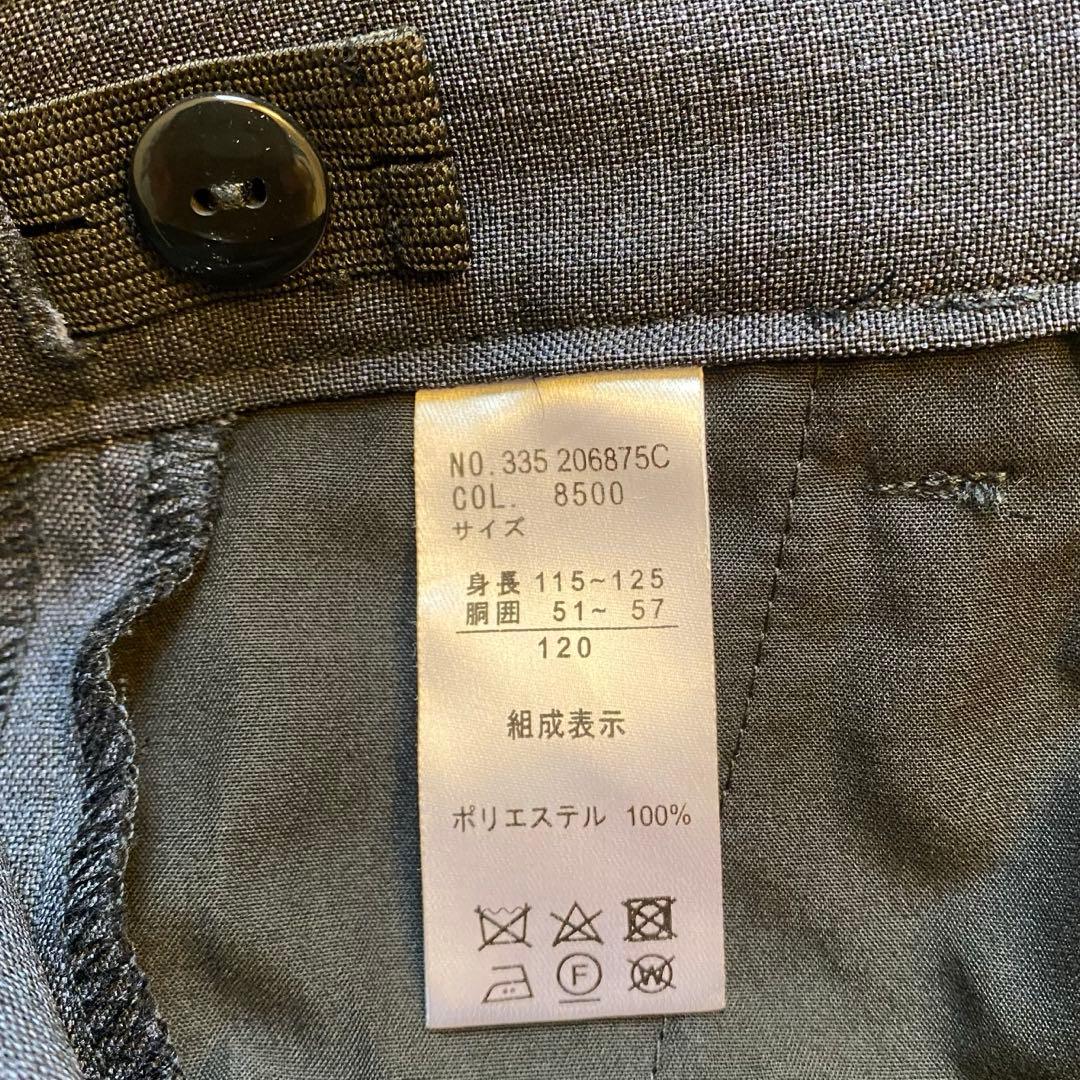 NO.335 206875C
COL. 8500
サイズ
身長 115~125
胴囲 51~ 57
120
組成表示
ポリエステル 100%
F W